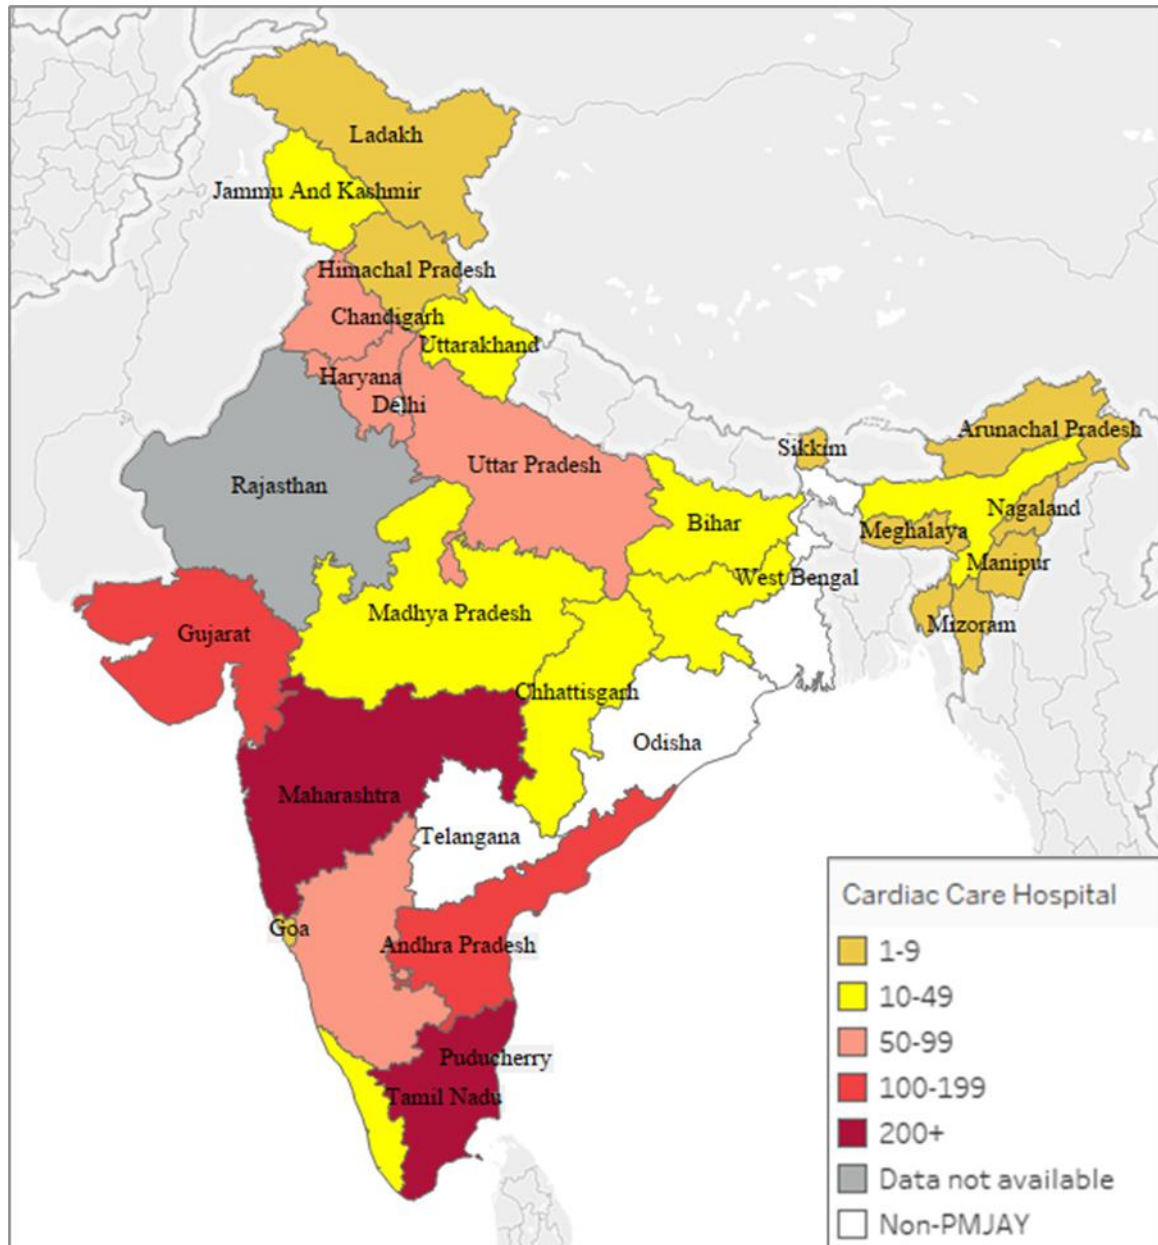 Ladakh
Jammu And Kashmir
Himachal Pradesh
Chandigarh
Uttarakhand
Haryana
Delhi
Arunachal Pradesh
Sikkim
Uttar Pradesh
Rajasthan
Nagaland
Bihar
Meghalaya
Manipur
West Bengal
Madhya Pradesh
Mizoram
Gujarat
Chhattisgarh
Odisha
Maharashtra
Telangana
Goa
Andhra Pradesh
Puducherry
Tamil Nadu
Cardiac Care Hospital
1-9
10-49
50-99
100-199
200+
Data not available
Non-PMJAY